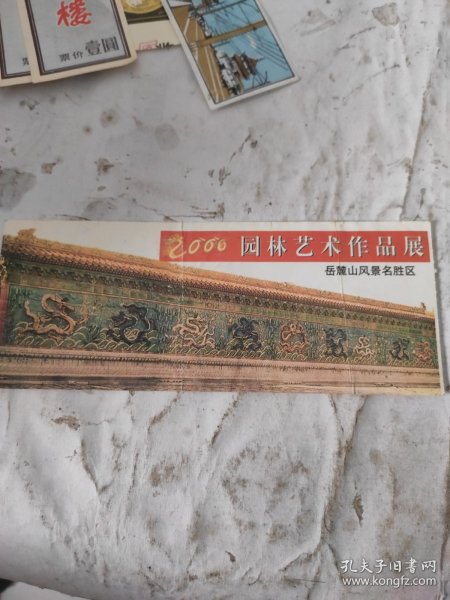 楼
票价 壹圆
2000 园林艺术作品展
岳麓山风景名胜区
孔夫子旧书网
www.kongfz.com